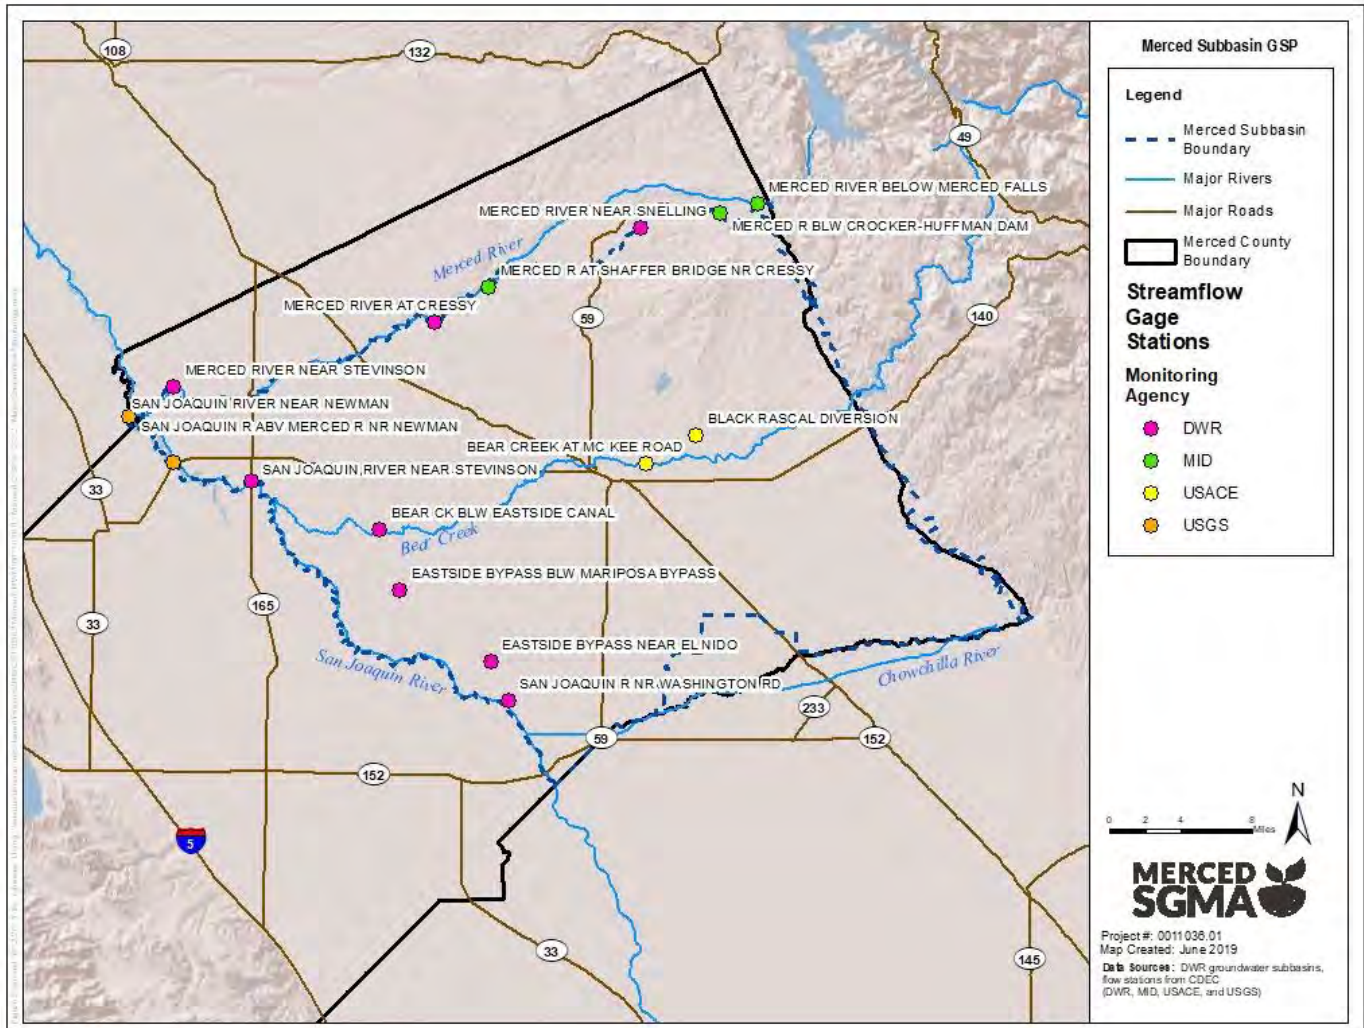 108
132
49
MERCED RIVER BELOW MERCED FALLS
MERCED RIVER NEAR SNELLING
MERCED R BLW CROCKER-HUFFMAN DAM
Merced River
MERCED R AT SHAFFER BRIDGE NR CRESSY
MERCED RIVER AT CRESSY
59
140
MERCED RIVER NEAR STEVINSON
SAN JOAQUIN RIVER NEAR NEWMAN
SAN JOAQUIN R ABV MERCED R NR NEWMAN
BLACK RASCAL DIVERSION
BEAR CREEK AT MC KEE ROAD
SAN JOAQUIN RIVER NEAR STEVINSON
33
BEAR CK BLW EASTSIDE CANAL
Bear Creek
EASTSIDE BYPASS BLW MARIPOSA BYPASS
165
33
EASTSIDE BYPASS NEAR EL NIDO
San Joaquin River
SAN JOAQUIN R NR WASHINGTON RD
Chowchilla River
233
59
152
152
5
33
145
Merced Subbasin GSP
Legend
Merced Subbasin
Boundary
Major Rivers
Major Roads
Merced County
Boundary
Streamflow
Gage
Stations
Monitoring
Agency
DWR
MID
USACE
USGS
N
0 2 4 8
Miles
MERCED
SGMA
Project #: 0011036.01
Map Created: June 2019
Data Sources: DWR groundwater subbasins,
flow stations from CDEC
(DWR, MID, USACE, and USGS)